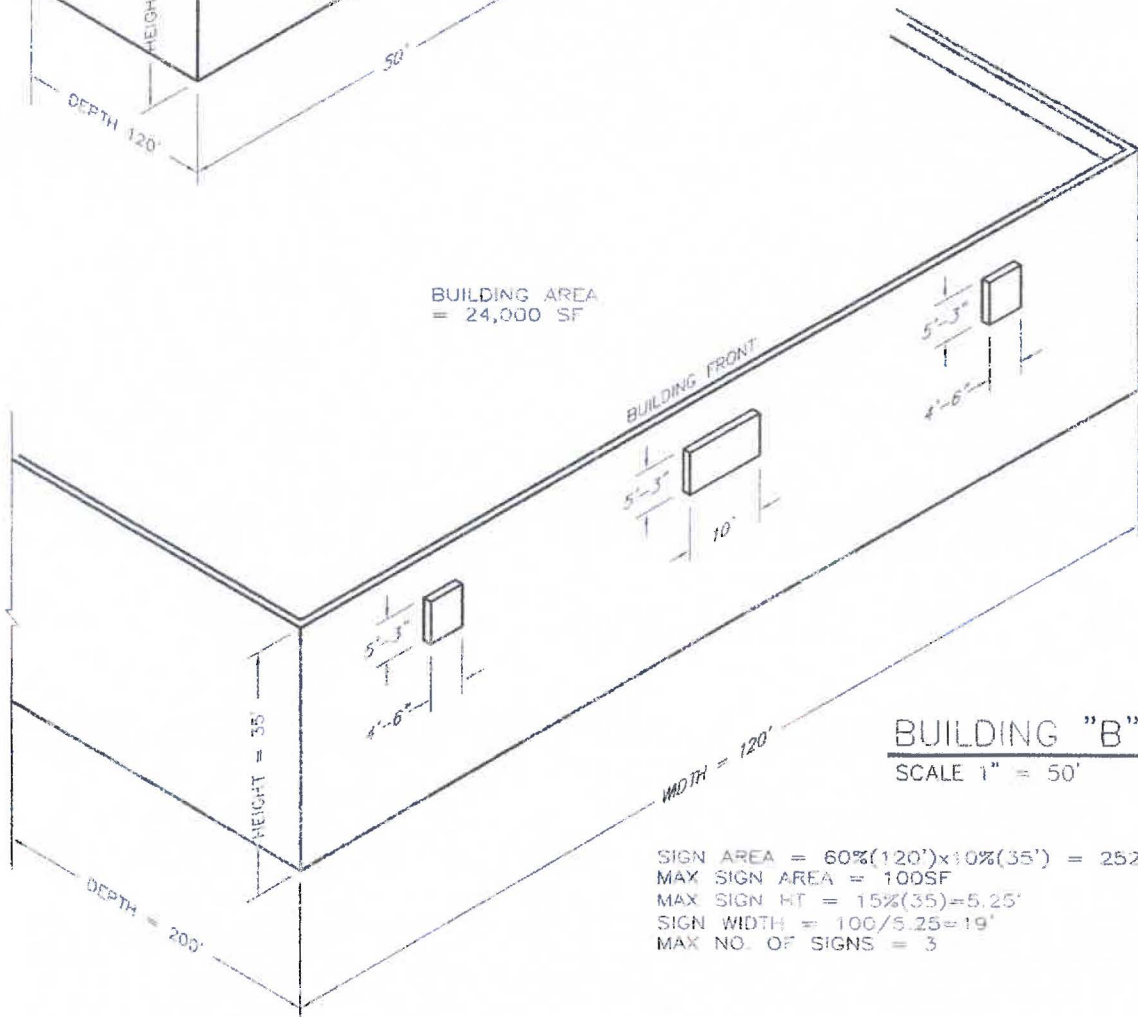 HEIGH
50'
DEPTH 120'
BUILDING AREA
= 24,000 SF
BUILDING FRONT
5'-3"
4'-6"
5'-3"
10'
5'-3"
4'-6"
HEIGHT = 35'
WIDTH = 120'
DEPTH = 200'
BUILDING "B"
SCALE 1" = 50'
SIGN AREA = 60%(120')x10%(35') = 252
MAX SIGN AREA = 100SF
MAX SIGN HT = 15%(35)=5.25'
SIGN WIDTH = 100/5.25=19'
MAX NO. OF SIGNS = 3